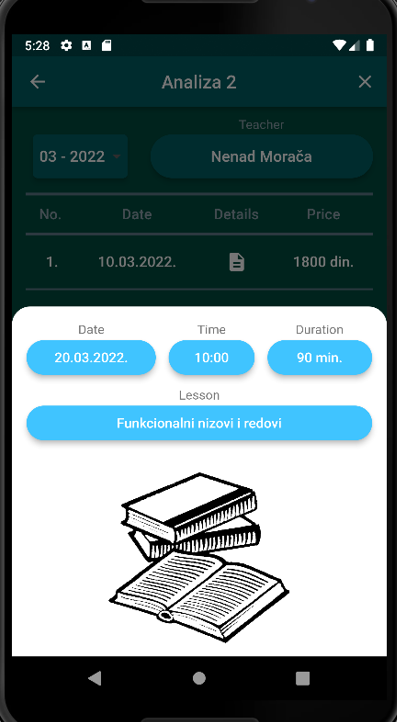 5:28
Analiza 2
Teacher
03 - 2022
Nenad Morača
No. Date Details Price
1. 10.03.2022. 1800 din.
Date Time Duration
20.03.2022. 10:00 90 min.
Lesson
Funkcionalni nizovi i redovi